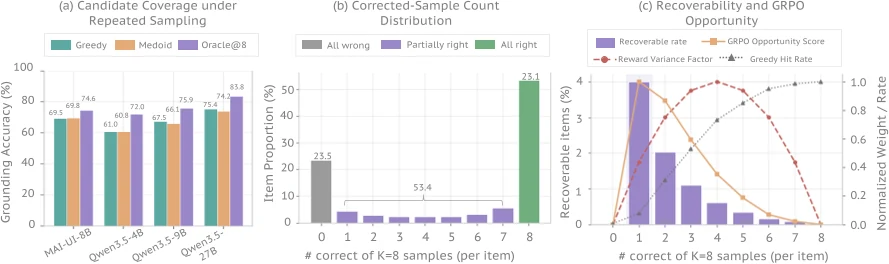 (a) Candidate Coverage under
Repeated Sampling
Greedy Medoid Oracle@8
Grounding Accuracy (%)
100
80
60
40
20
0
69.5 69.8 74.6
61.0 60.8 72.0
67.5 66.1 75.9
75.4 74.2 83.8
MAI-UI-8B Qwen3.5-4B Qwen3.5-9B Qwen3.5-
27B
(b) Corrected-Sample Count
Distribution
All wrong Partially right All right
Item Proportion (%)
50
40
30
20
10
0
23.5 53.4 23.1
0 1 2 3 4 5 6 7 8
# correct of K=8 samples (per item)
(c) Recoverability and GRPO
Opportunity
Recoverable rate GRPO Opportunity Score
Reward Variance Factor Greedy Hit Rate
Recoverable items (%)
4
3
2
1
0
1.0
0.8
0.6
0.4
0.2
0.0
Normalized Weight / Rate
0 1 2 3 4 5 6 7 8
# correct of K=8 samples (per item)